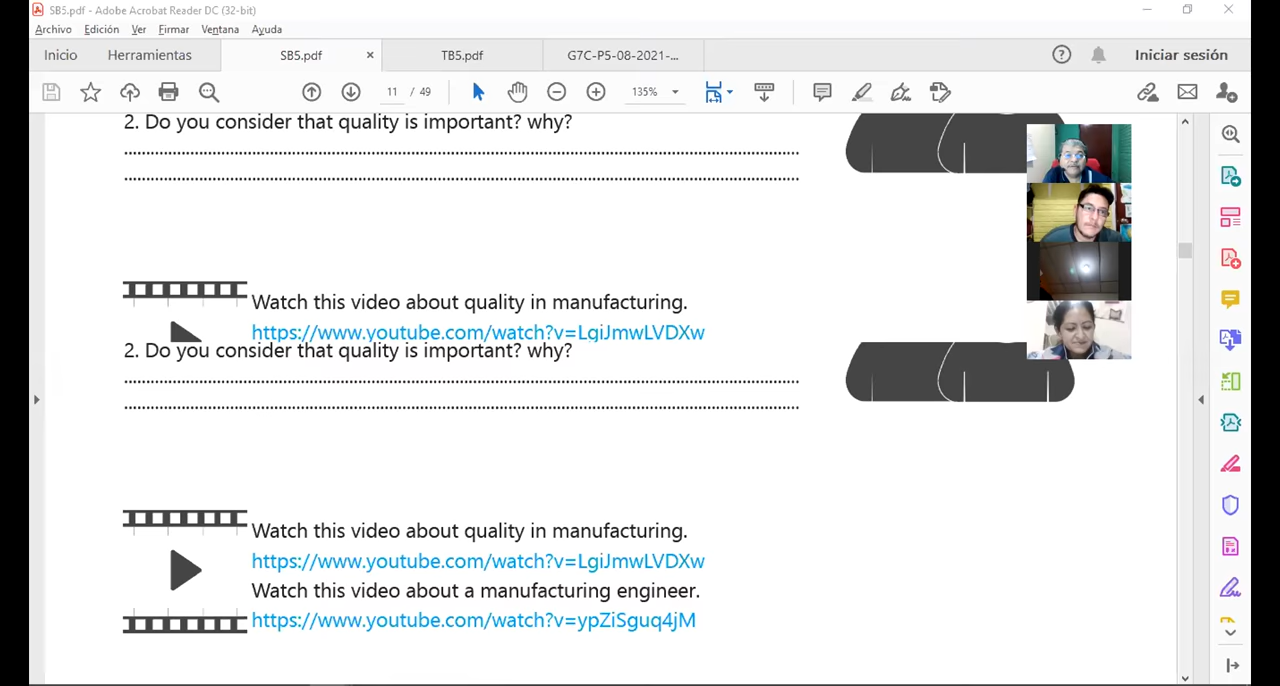 SB5.pdf - Adobe Acrobat Reader DC (32-bit)
Archivo Edición Ver Firmar Ventana Ayuda
Inicio Herramientas SB5.pdf × TB5.pdf G7C-P5-08-2021-... ? Iniciar sesión
11 / 49 135%
2. Do you consider that quality is important? why?
Watch this video about quality in manufacturing.
https://www.youtube.com/watch?v=LgiJmwLVDXw
2. Do you consider that quality is important? why?
Watch this video about quality in manufacturing.
https://www.youtube.com/watch?v=LgiJmwLVDXw
Watch this video about a manufacturing engineer.
https://www.youtube.com/watch?v=ypZiSguq4jM